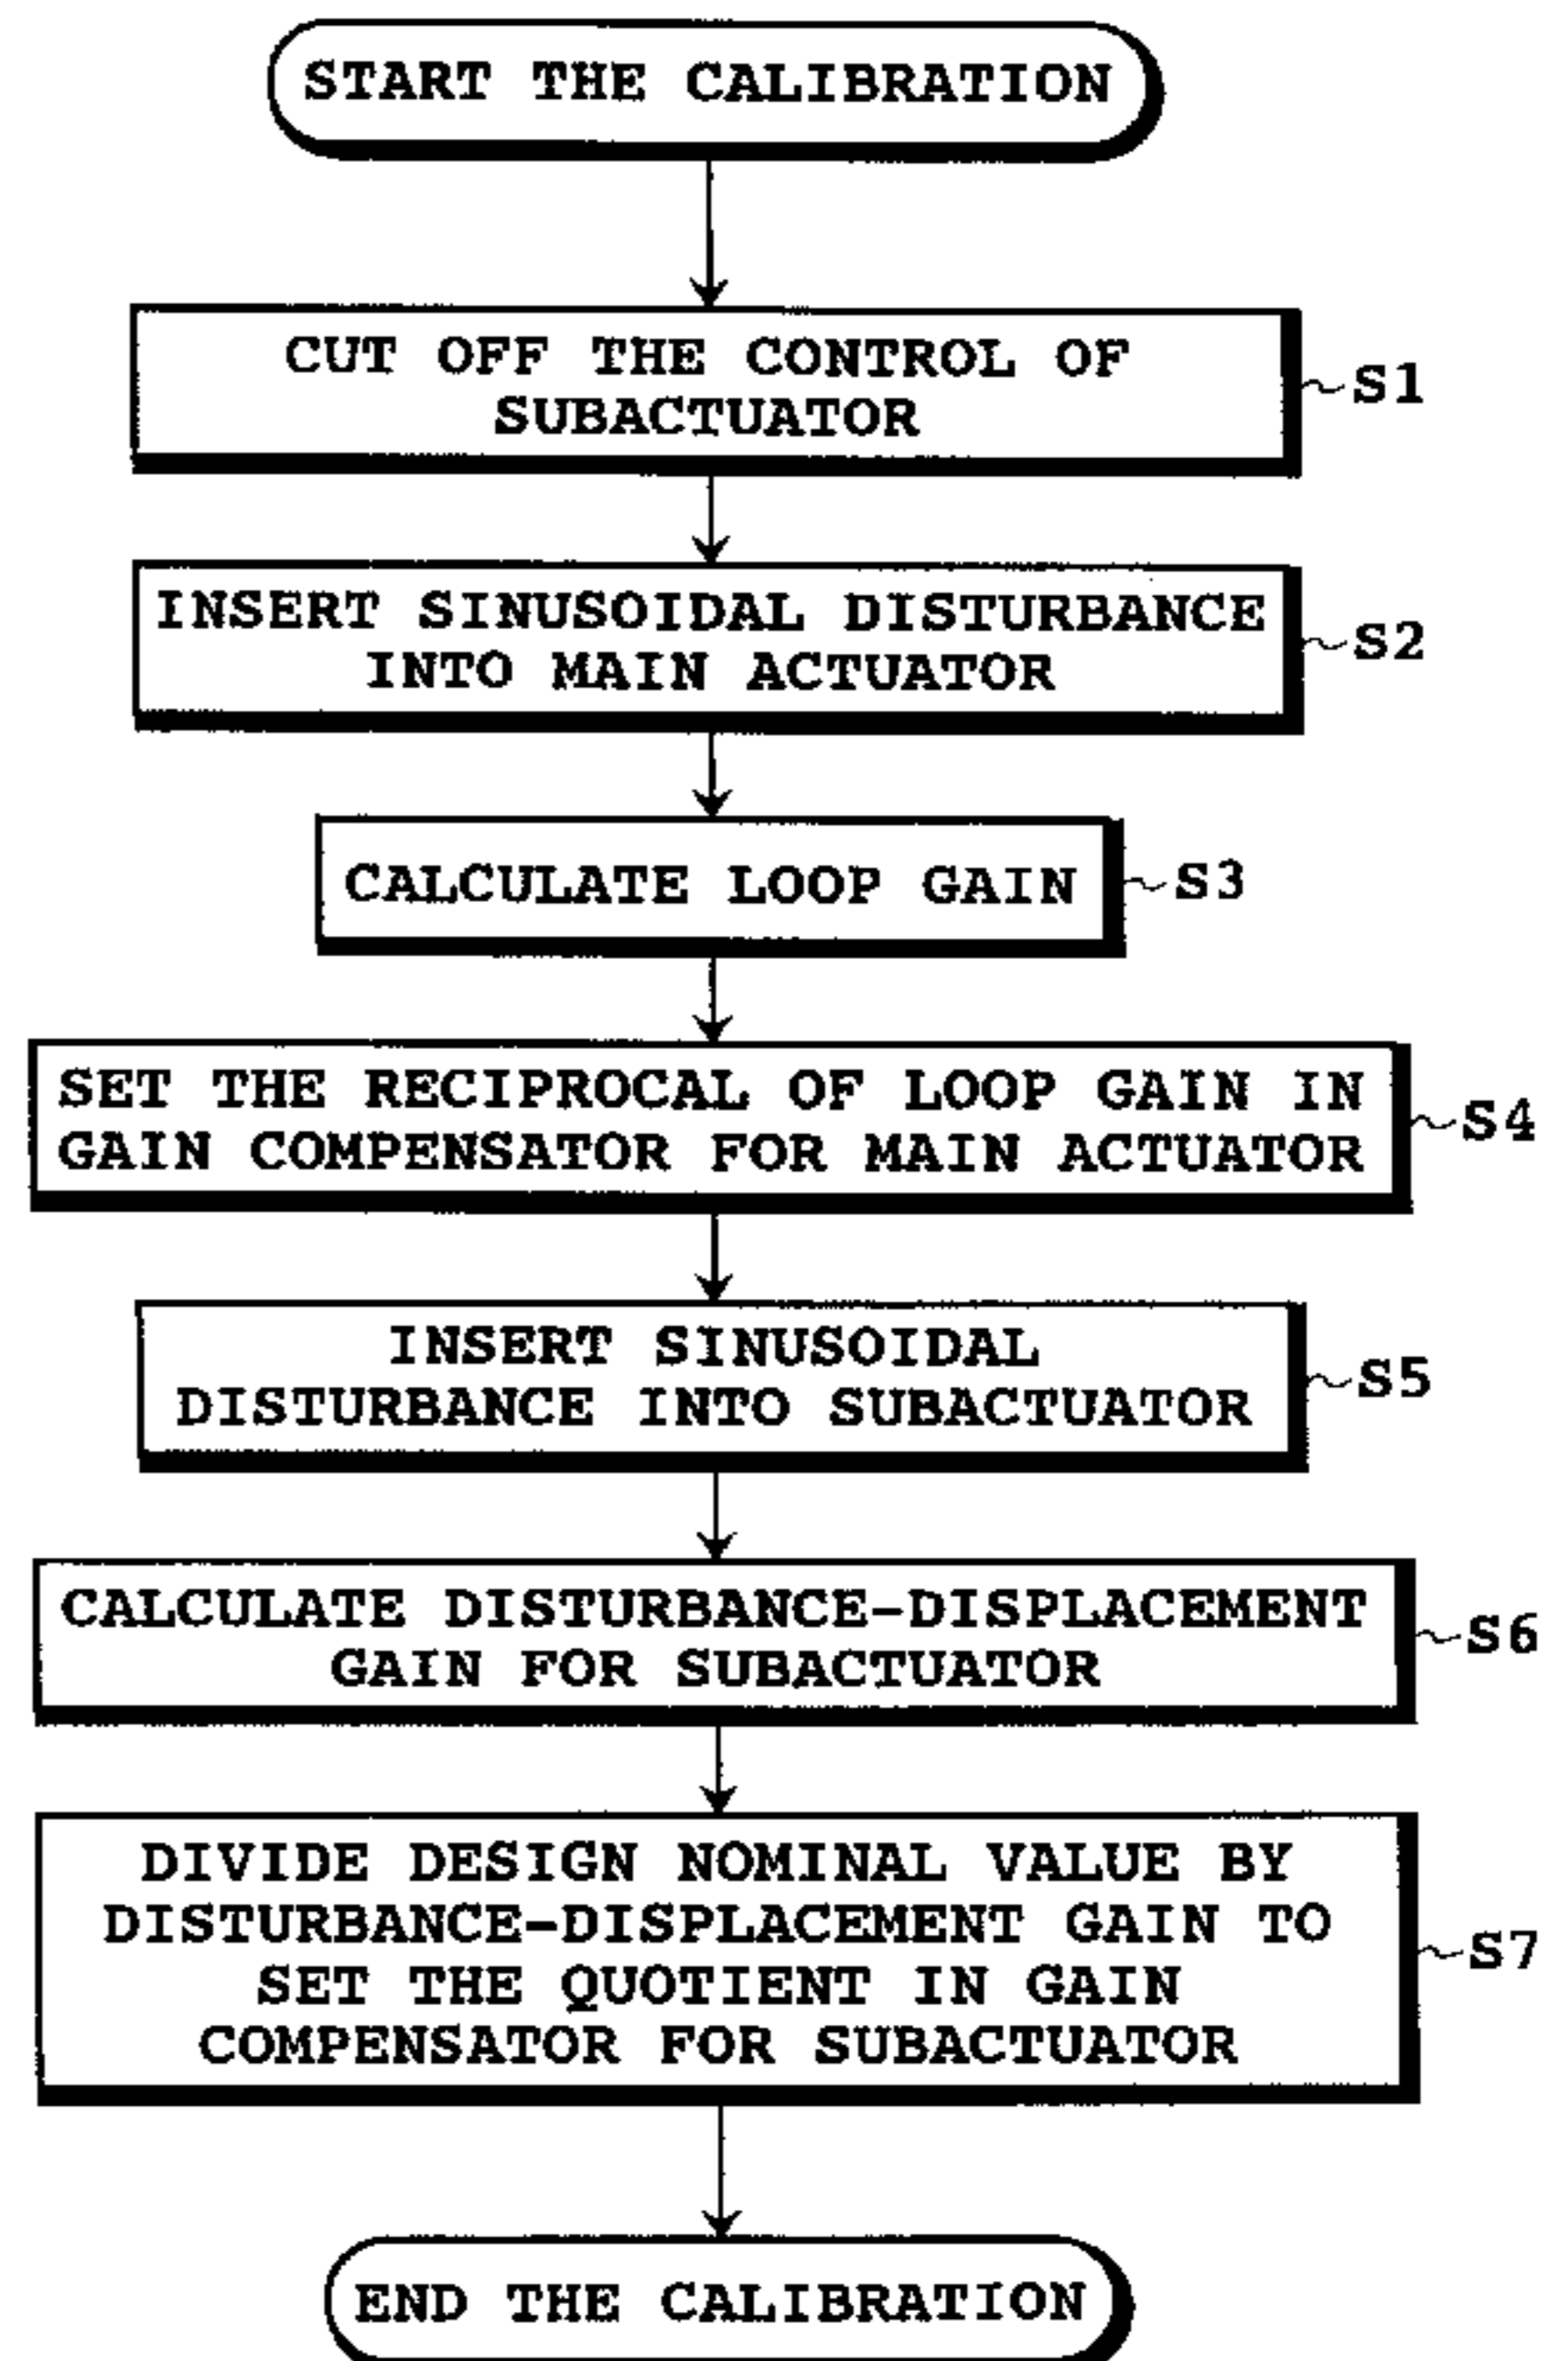 START THE CALIBRATION
CUT OFF THE CONTROL OF
SUBACTUATOR
S1
INSERT SINUSOIDAL DISTURBANCE
INTO MAIN ACTUATOR
S2
CALCULATE LOOP GAIN
S3
SET THE RECIPROCAL OF LOOP GAIN IN
GAIN COMPENSATOR FOR MAIN ACTUATOR
S4
INSERT SINUSOIDAL
DISTURBANCE INTO SUBACTUATOR
S5
CALCULATE DISTURBANCE-DISPLACEMENT
GAIN FOR SUBACTUATOR
S6
DIVIDE DESIGN NOMINAL VALUE BY
DISTURBANCE-DISPLACEMENT GAIN TO
SET THE QUOTIENT IN GAIN
COMPENSATOR FOR SUBACTUATOR
S7
END THE CALIBRATION